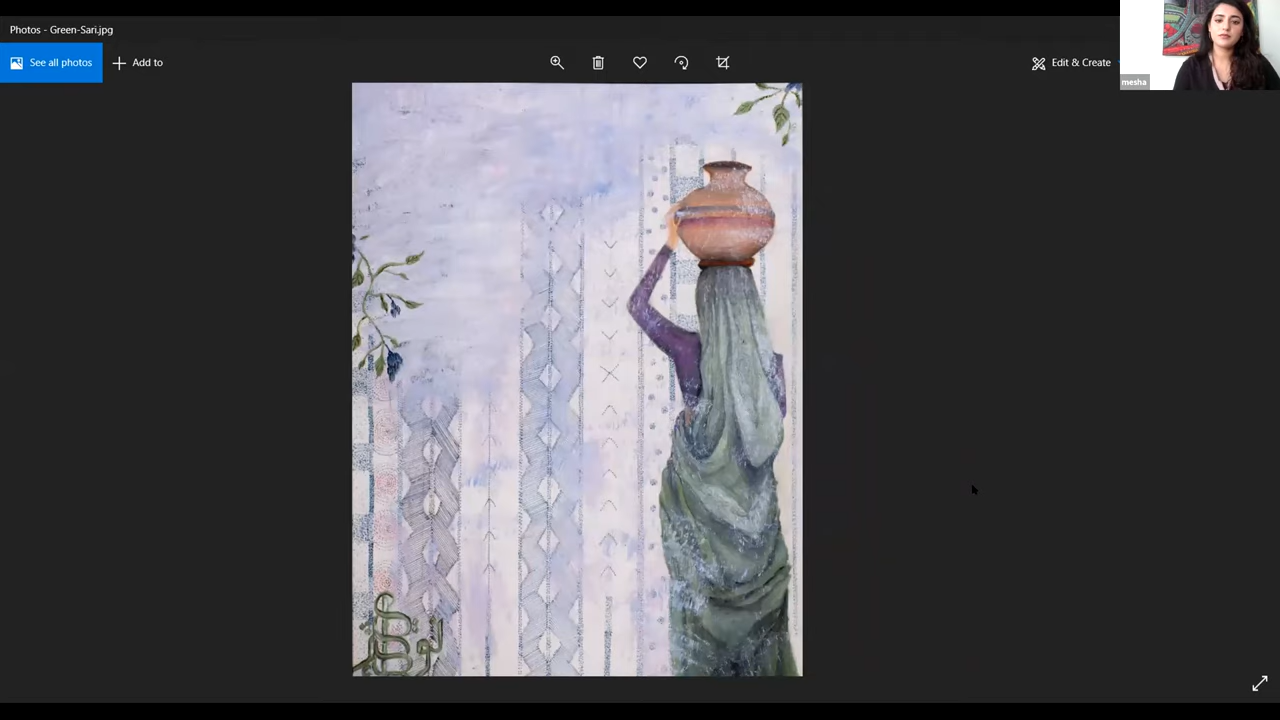 Photos - Green-Sari.jpg
See all photos
Add to
Edit & Create
mesha